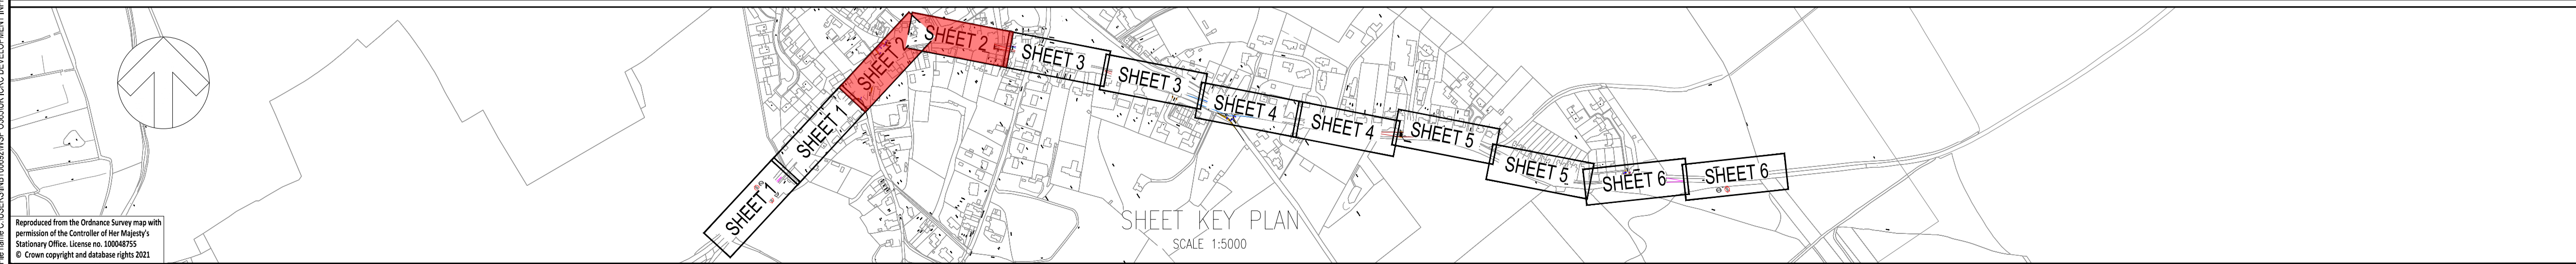 SHEET 1
SHEET 1
SHEET 2
SHEET 2
SHEET 3
SHEET 3
SHEET 4
SHEET 4
SHEET 5
SHEET 5
SHEET 6
SHEET 6
SHEET KEY PLAN
SCALE 1:5000
Reproduced from the Ordnance Survey map with
permission of the Controller of Her Majesty's
Stationary Office. License no. 100048755
© Crown copyright and database rights 2021